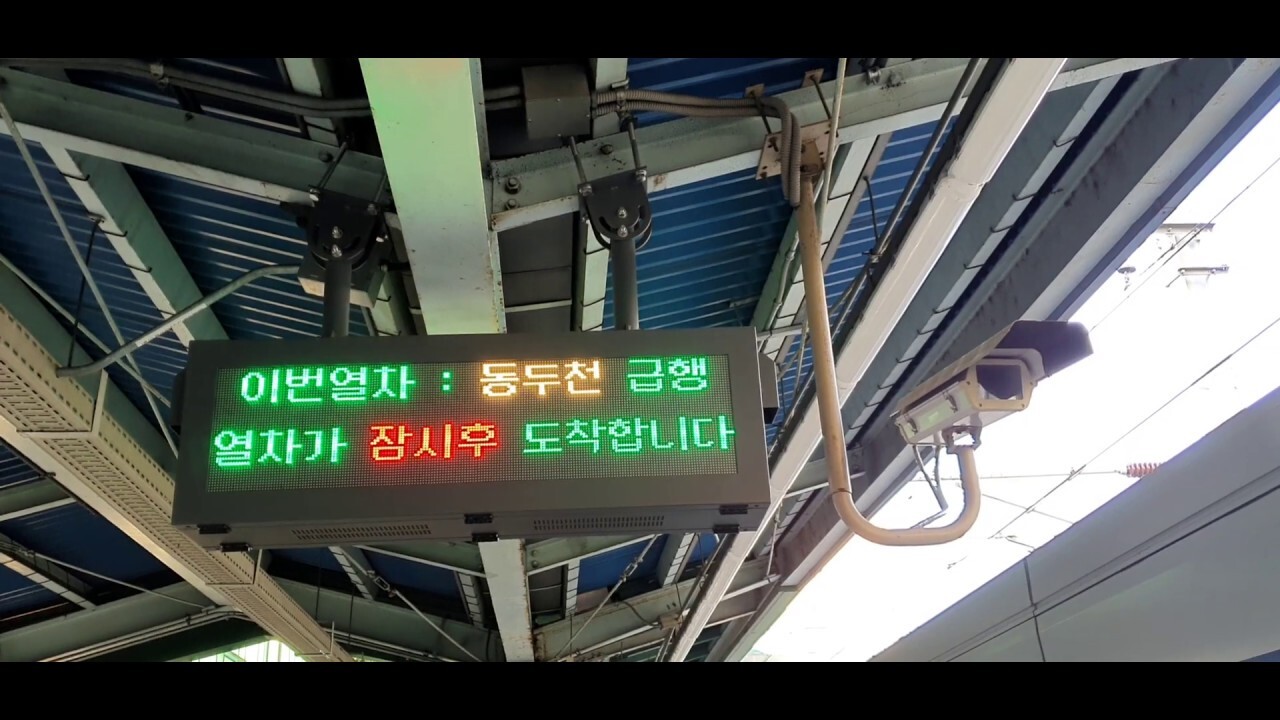 이번열차 : 동두천 급행
열차가 잠시후 도착합니다